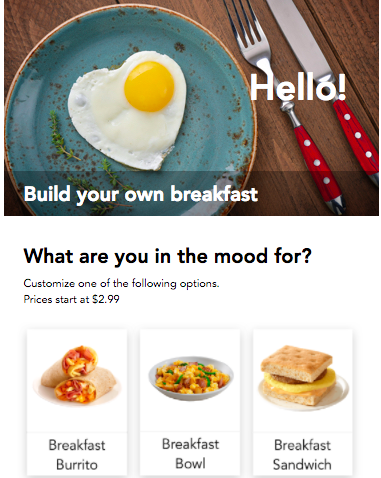 Hello!
Build your own breakfast
What are you in the mood for?
Customize one of the following options.
Prices start at $2.99
Breakfast
Burrito
Breakfast
Bowl
Breakfast
Sandwich